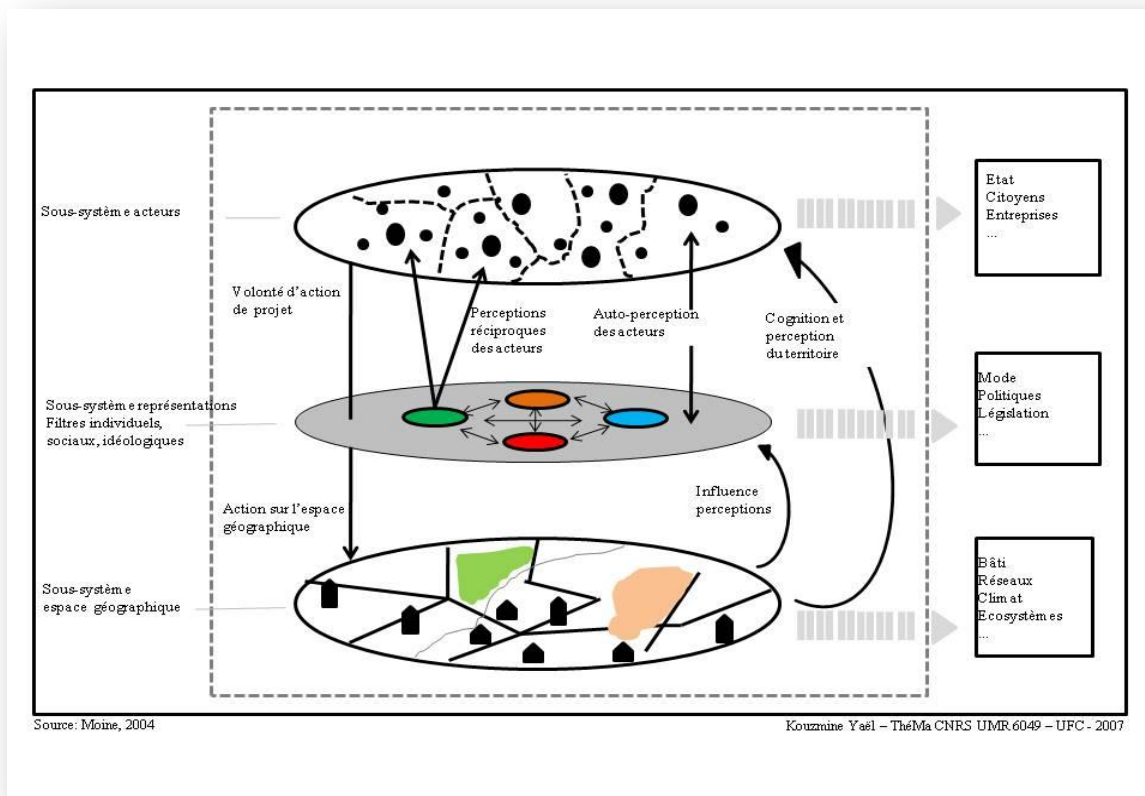 Sous-système acteurs
Etat
Citoyens
Entreprises
...
Volonté d'action
de projet
Perceptions
réciproques
des acteurs
Auto-perception
des acteurs
Cognition et
perception
du territoire
Sous-système représentations
Filtres individuels,
sociaux, idéologiques
Mode
Politiques
Législation
...
Action sur l'espace
géographique
Influence
perceptions
Sous-système
espace géographique
Bâti
Réseaux
Climat
Ecosystèmes
...
Source: Moine, 2004
Kouzmine Yaël – ThéMa CNRS UMR 6049 – UFC - 2007